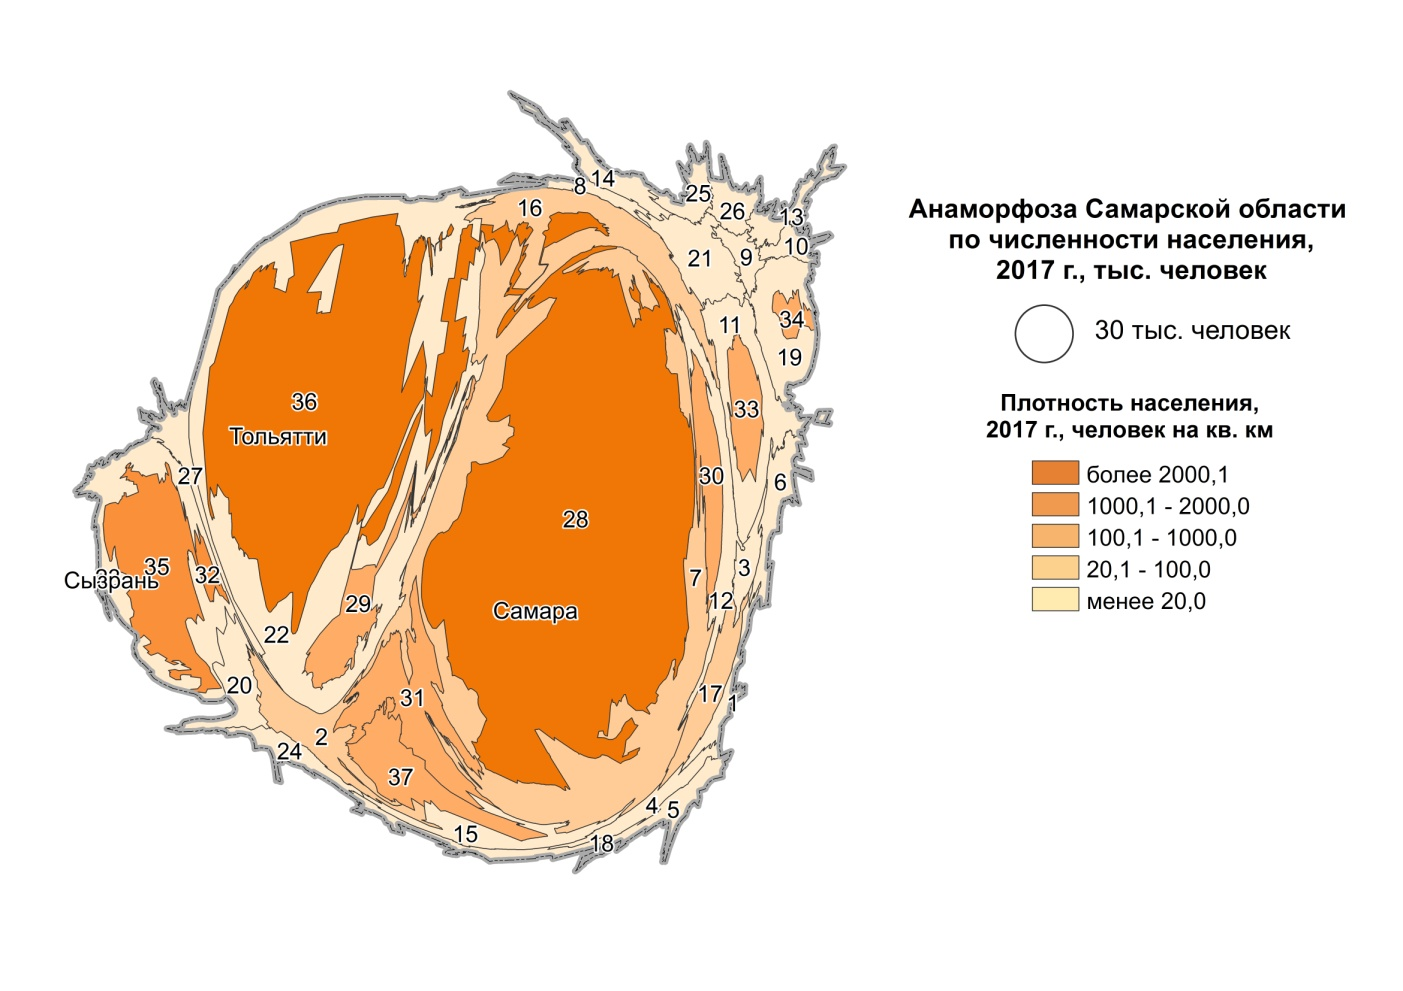 Анаморфоза Самарской области
по численности населения,
2017 г., тыс. человек
30 тыс. человек
Плотность населения,
2017 г., человек на кв. км
более 2000,1
1000,1 - 2000,0
100,1 - 1000,0
20,1 - 100,0
менее 20,0
14
8
25
16
26
13
10
21
9
11
34
19
36
33
Тольятти
27
30
6
28
35
32
Сызрань
7
3
29
12
Самара
22
20
31
17
1
2
24
37
4
5
15
18